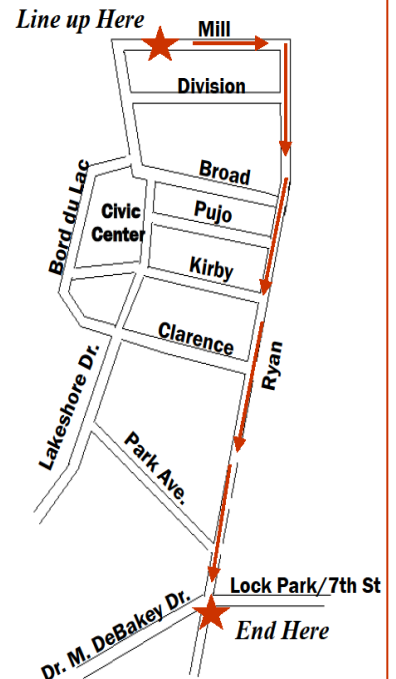 Line up Here
Mill
Division
Broad
Bord du Lac
Civic
Center
Pujo
Kirby
Clarence
Ryan
Lakeshore Dr.
Park Ave.
Lock Park/7th St
Dr. M. DeBakey Dr.
End Here